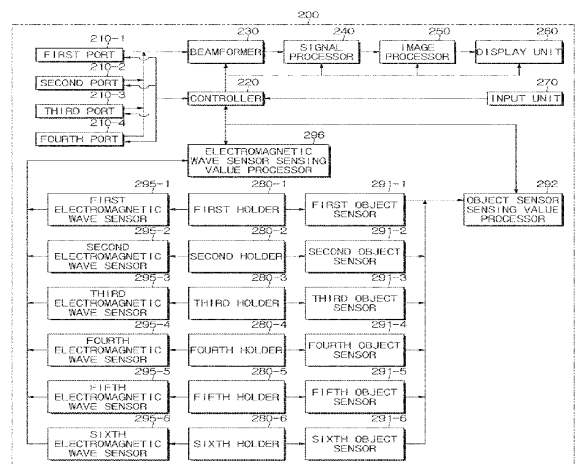 200
210-1
FIRST PORT
210-2
SECOND PORT
210-3
THIRD PORT
210-4
FOURTH PORT
230
BEAMFORMER
240
SIGNAL
PROCESSOR
250
IMAGE
PROCESSOR
260
DISPLAY UNIT
220
CONTROLLER
270
INPUT UNIT
296
ELECTROMAGNETIC
WAVE SENSOR SENSING
VALUE PROCESSOR
292
OBJECT SENSOR
SENSING VALUE
PROCESSOR
295-1 280-1 291-1
FIRST
ELECTROMAGNETIC
WAVE SENSOR
FIRST HOLDER
FIRST OBJECT
SENSOR
295-2 280-2 291-2
SECOND
ELECTROMAGNETIC
WAVE SENSOR
SECOND HOLDER
SECOND OBJECT
SENSOR
295-3 280-3 291-3
THIRD
ELECTROMAGNETIC
WAVE SENSOR
THIRD HOLDER
THIRD OBJECT
SENSOR
295-4 280-4 291-4
FOURTH
ELECTROMAGNETIC
WAVE SENSOR
FOURTH HOLDER
FOURTH OBJECT
SENSOR
295-5 280-5 291-5
FIFTH
ELECTROMAGNETIC
WAVE SENSOR
FIFTH HOLDER
FIFTH OBJECT
SENSOR
295-6 280-6 291-6
SIXTH
ELECTROMAGNETIC
WAVE SENSOR
SIXTH HOLDER
SIXTH OBJECT
SENSOR